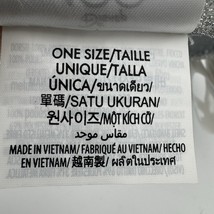 ONE SIZE/TAILLE
UNIQUE/TALLA
ÚNICA/ขนาดเดียว/
單碼/SATU UKURAN/
원사이즈/MỘT KÍCH CỠ/
مقاس موحد
MADE IN VIETNAM/ FABRIQUÉ AU VIETNAM/ HECHO
EN VIETNAM/ 越南製/ ผลิตในประเทศ